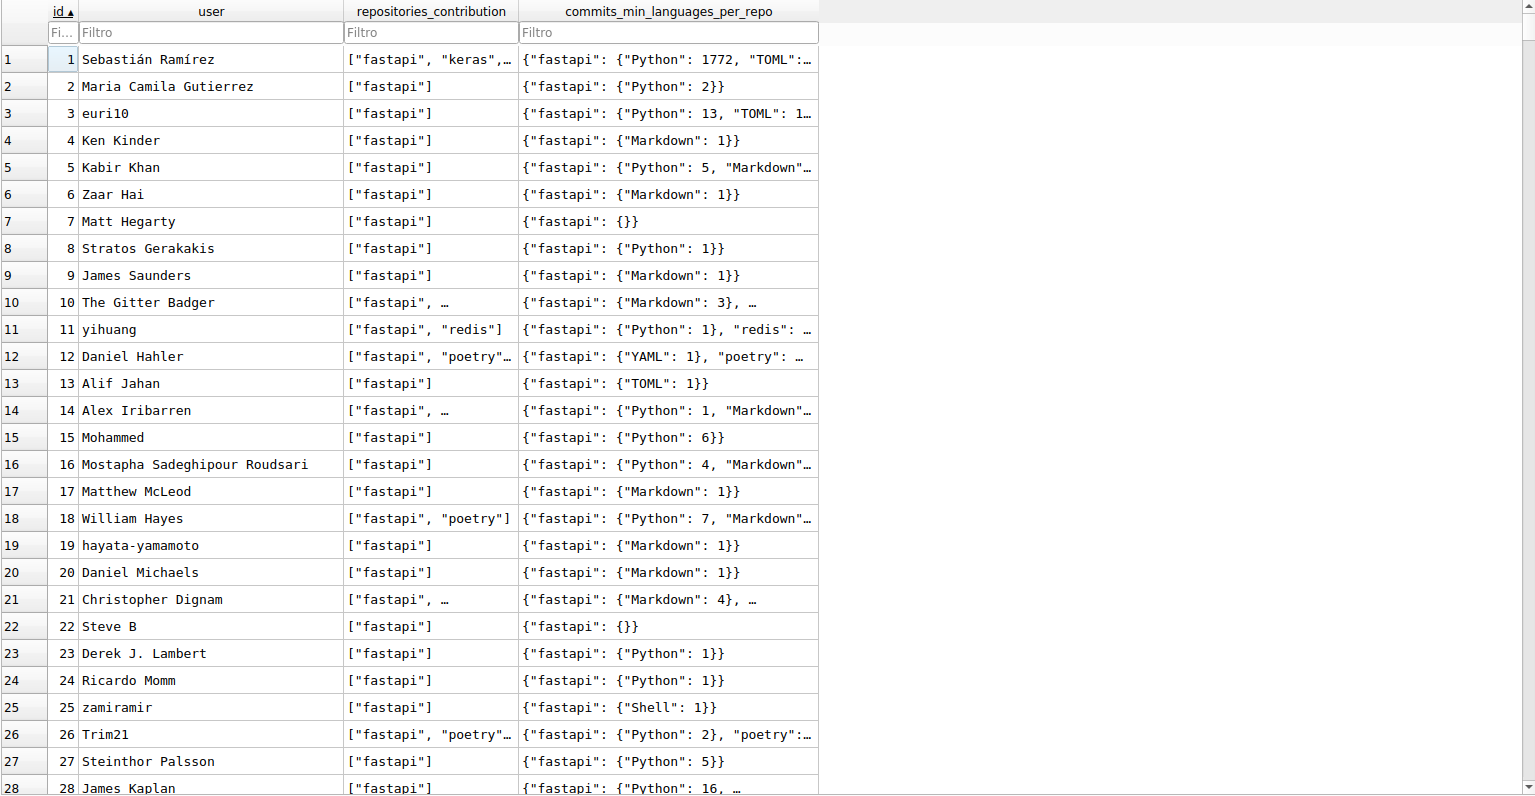 id ▴ user repositories_contribution commits_min_languages_per_repo
Fi… Filtro Filtro Filtro
1 1 Sebastián Ramírez ["fastapi", "keras",… {"fastapi": {"Python": 1772, "TOML":…
2 2 Maria Camila Gutierrez ["fastapi"] {"fastapi": {"Python": 2}}
3 3 euri10 ["fastapi"] {"fastapi": {"Python": 13, "TOML": 1…
4 4 Ken Kinder ["fastapi"] {"fastapi": {"Markdown": 1}}
5 5 Kabir Khan ["fastapi"] {"fastapi": {"Python": 5, "Markdown"…
6 6 Zaar Hai ["fastapi"] {"fastapi": {"Markdown": 1}}
7 7 Matt Hegarty ["fastapi"] {"fastapi": {}}
8 8 Stratos Gerakakis ["fastapi"] {"fastapi": {"Python": 1}}
9 9 James Saunders ["fastapi"] {"fastapi": {"Markdown": 1}}
10 10 The Gitter Badger ["fastapi", … {"fastapi": {"Markdown": 3}, …
11 11 yihuang ["fastapi", "redis"] {"fastapi": {"Python": 1}, "redis": …
12 12 Daniel Hahler ["fastapi", "poetry"… {"fastapi": {"YAML": 1}, "poetry": …
13 13 Alif Jahan ["fastapi"] {"fastapi": {"TOML": 1}}
14 14 Alex Iribarren ["fastapi", … {"fastapi": {"Python": 1, "Markdown"…
15 15 Mohammed ["fastapi"] {"fastapi": {"Python": 6}}
16 16 Mostapha Sadeghipour Roudsari ["fastapi"] {"fastapi": {"Python": 4, "Markdown"…
17 17 Matthew McLeod ["fastapi"] {"fastapi": {"Markdown": 1}}
18 18 William Hayes ["fastapi", "poetry"] {"fastapi": {"Python": 7, "Markdown"…
19 19 hayata-yamamoto ["fastapi"] {"fastapi": {"Markdown": 1}}
20 20 Daniel Michaels ["fastapi"] {"fastapi": {"Markdown": 1}}
21 21 Christopher Dignam ["fastapi", … {"fastapi": {"Markdown": 4}, …
22 22 Steve B ["fastapi"] {"fastapi": {}}
23 23 Derek J. Lambert ["fastapi"] {"fastapi": {"Python": 1}}
24 24 Ricardo Momm ["fastapi"] {"fastapi": {"Python": 1}}
25 25 zamiramir ["fastapi"] {"fastapi": {"Shell": 1}}
26 26 Trim21 ["fastapi", "poetry"… {"fastapi": {"Python": 2}, "poetry":…
27 27 Steinthor Palsson ["fastapi"] {"fastapi": {"Python": 5}}
28 28 James Kaplan ["fastapi"] {"fastapi": {"Python": 16, …